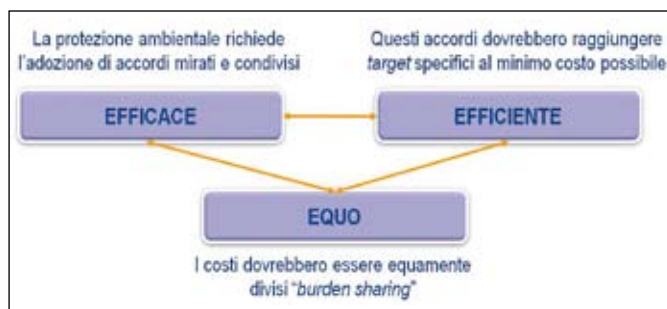 La protezione ambientale richiede
l'adozione di accordi mirati e condivisi
Questi accordi dovrebbero raggiungere
target specifici al minimo costo possibile
EFFICACE
EFFICIENTE
EQUO
I costi dovrebbero essere equamente
divisi "burden sharing"